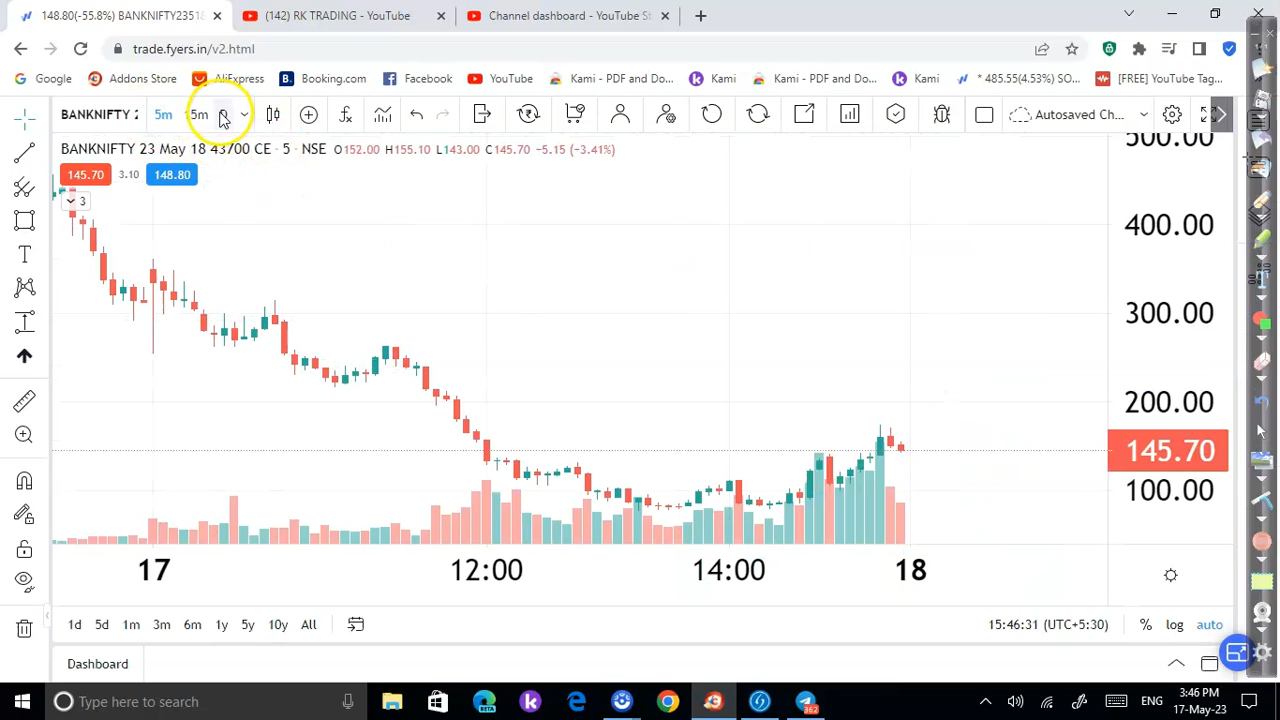 148.80(-55.8%) BANKNIFTY23518
(142) RK TRADING - YouTube
Channel dashboard - YouTube St
trade.fyers.in/v2.html
Google
Addons Store
AliExpress
Booking.com
Facebook
YouTube
Kami - PDF and Do...
Kami
Kami - PDF and Do...
Kami
* 485.55(4.53%) SO...
[FREE] YouTube Tag...
BANKNIFTY 2
5m
15m
D
Autosaved Ch...
BANKNIFTY 23 May 18 43700 CE · 5 · NSE O152.00 H155.10 L143.00 C145.70 -5.15 (-3.41%)
145.70
3.10
148.80
3
500.00
400.00
300.00
200.00
145.70
100.00
17
12:00
14:00
18
1d 5d 1m 3m 6m 1y 5y 10y All
15:46:31 (UTC+5:30)
%
log
auto
Dashboard
Type here to search
BETA
362
ENG
3:46 PM
17-May-23